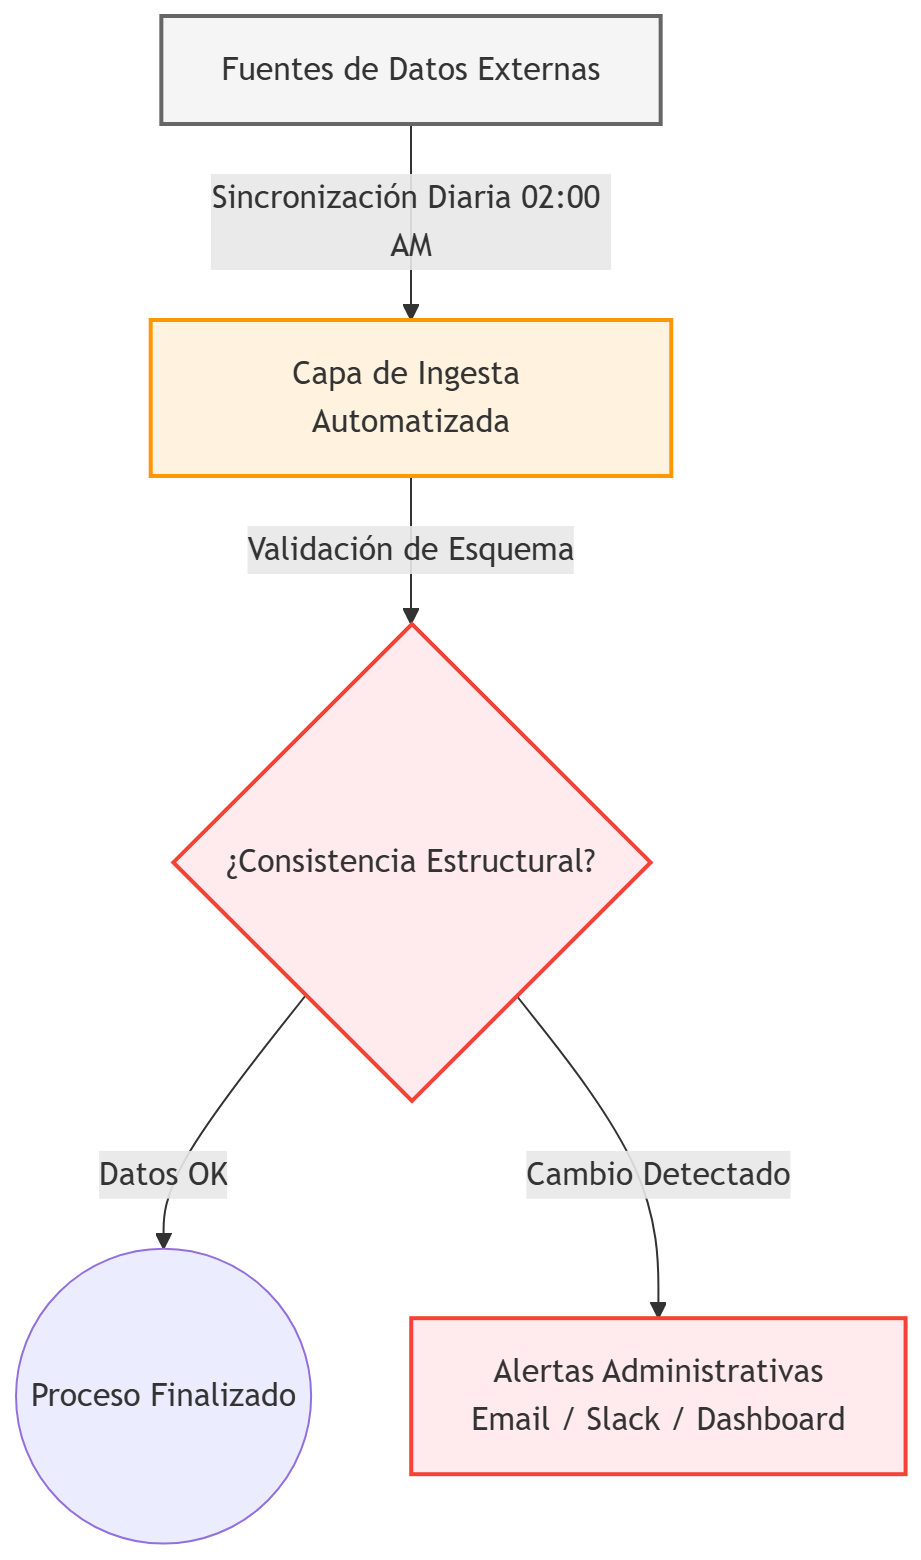 Fuentes de Datos Externas
Sincronización Diaria 02:00
AM
Capa de Ingesta
Automatizada
Validación de Esquema
¿Consistencia Estructural?
Datos OK
Cambio Detectado
Proceso Finalizado
Alertas Administrativas
Email / Slack / Dashboard